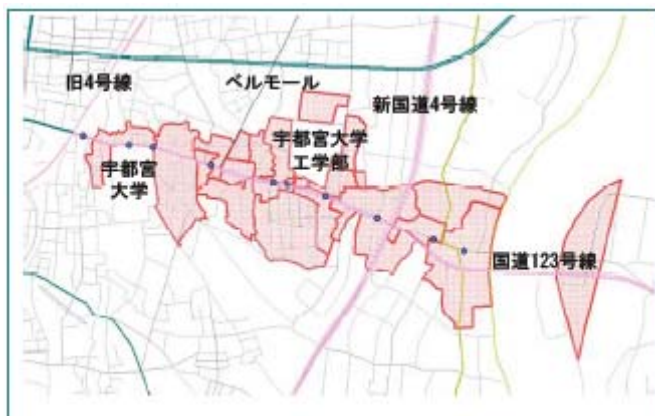 旧4号線
ベルモール
新国道4号線
宇都宮大学
工学部
宇都宮
大学
国道123号線